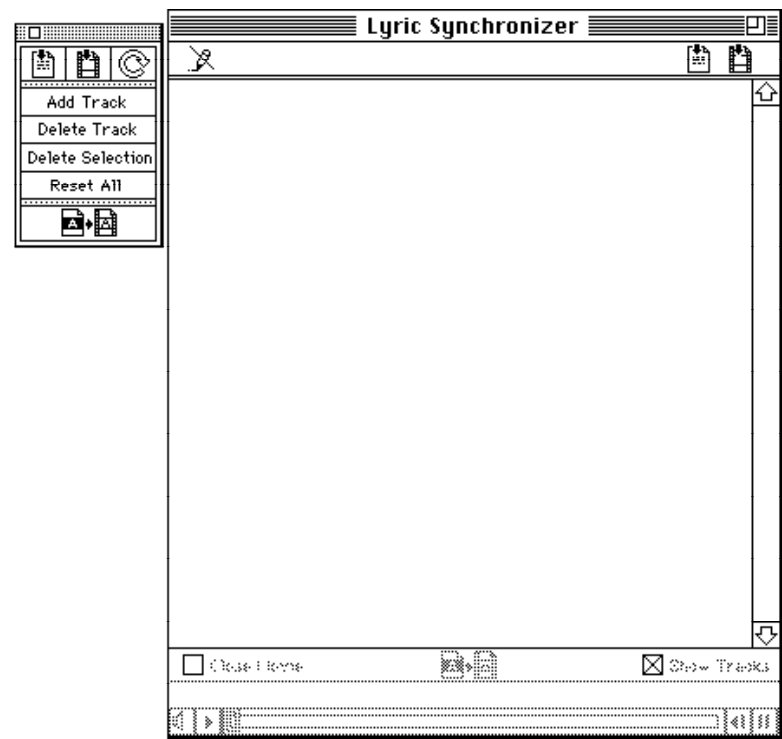 Lyric Synchronizer
Add Track
Delete Track
Delete Selection
Reset All
A A
Show Tracks